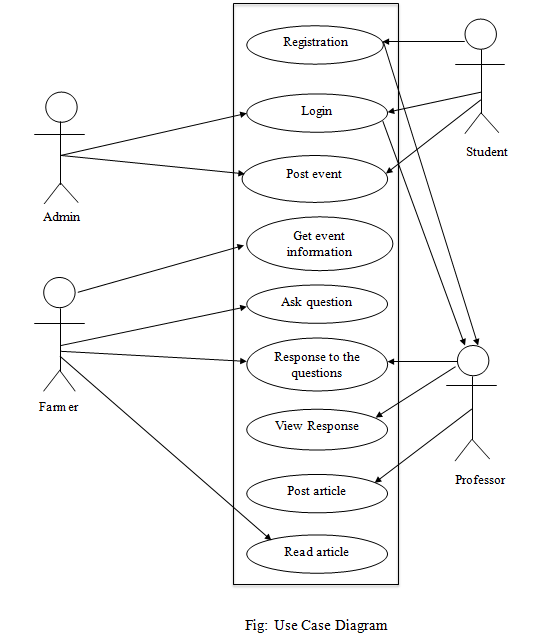 Registration
Student
Login
Admin
Post event
Get event
information
Ask question
Farmer
Response to the
questions
View Response
Professor
Post article
Read article
Fig: Use Case Diagram